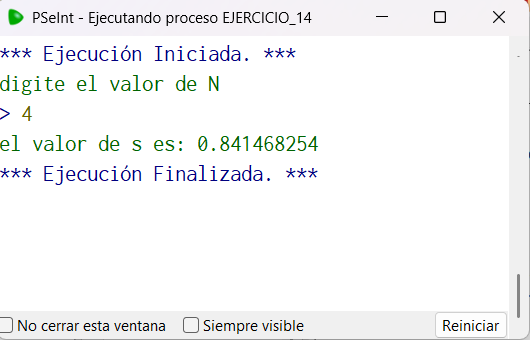 PSeInt - Ejecutando proceso EJERCICIO_14
*** Ejecución Iniciada. ***
digite el valor de N
> 4
el valor de s es: 0.841468254
*** Ejecución Finalizada. ***
No cerrar esta ventana Siempre visible Reiniciar